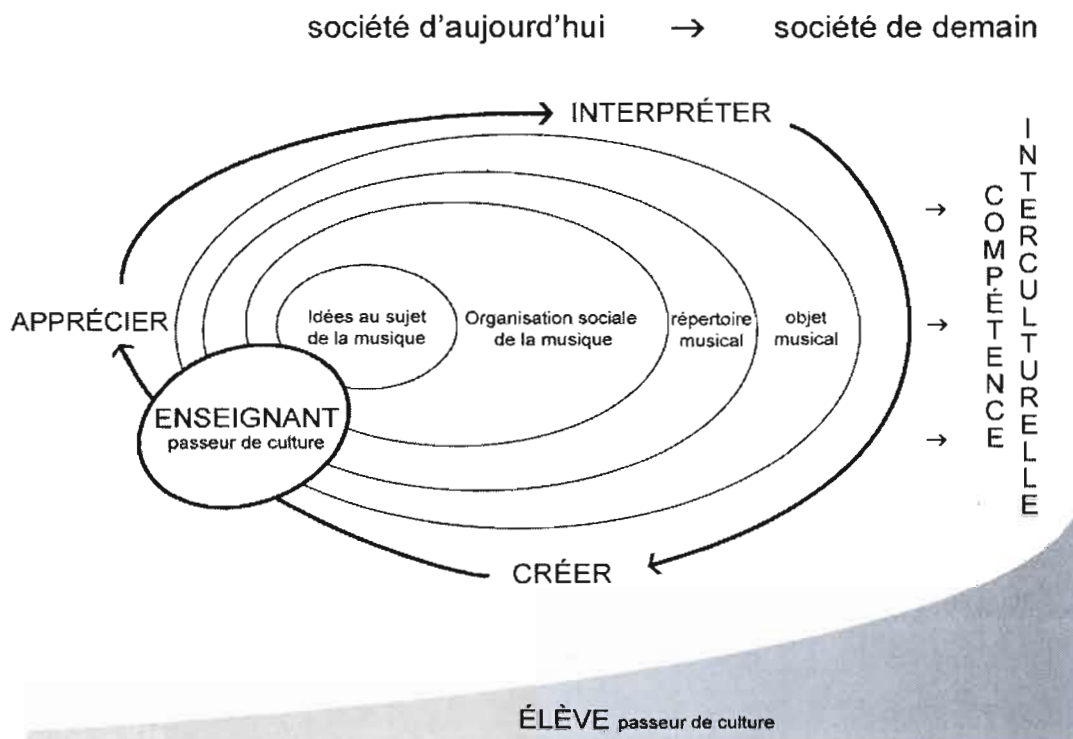 société d'aujourd'hui → société de demain
INTERPRÉTER
APPRÉCIER
Idées au sujet
de la musique
Organisation sociale
de la musique
répertoire
musical
objet
musical
ENSEIGNANT
passeur de culture
CRÉER
→
→
→
COMPÉTENCE
INTERCULTURELLE
ÉLÈVE passeur de culture